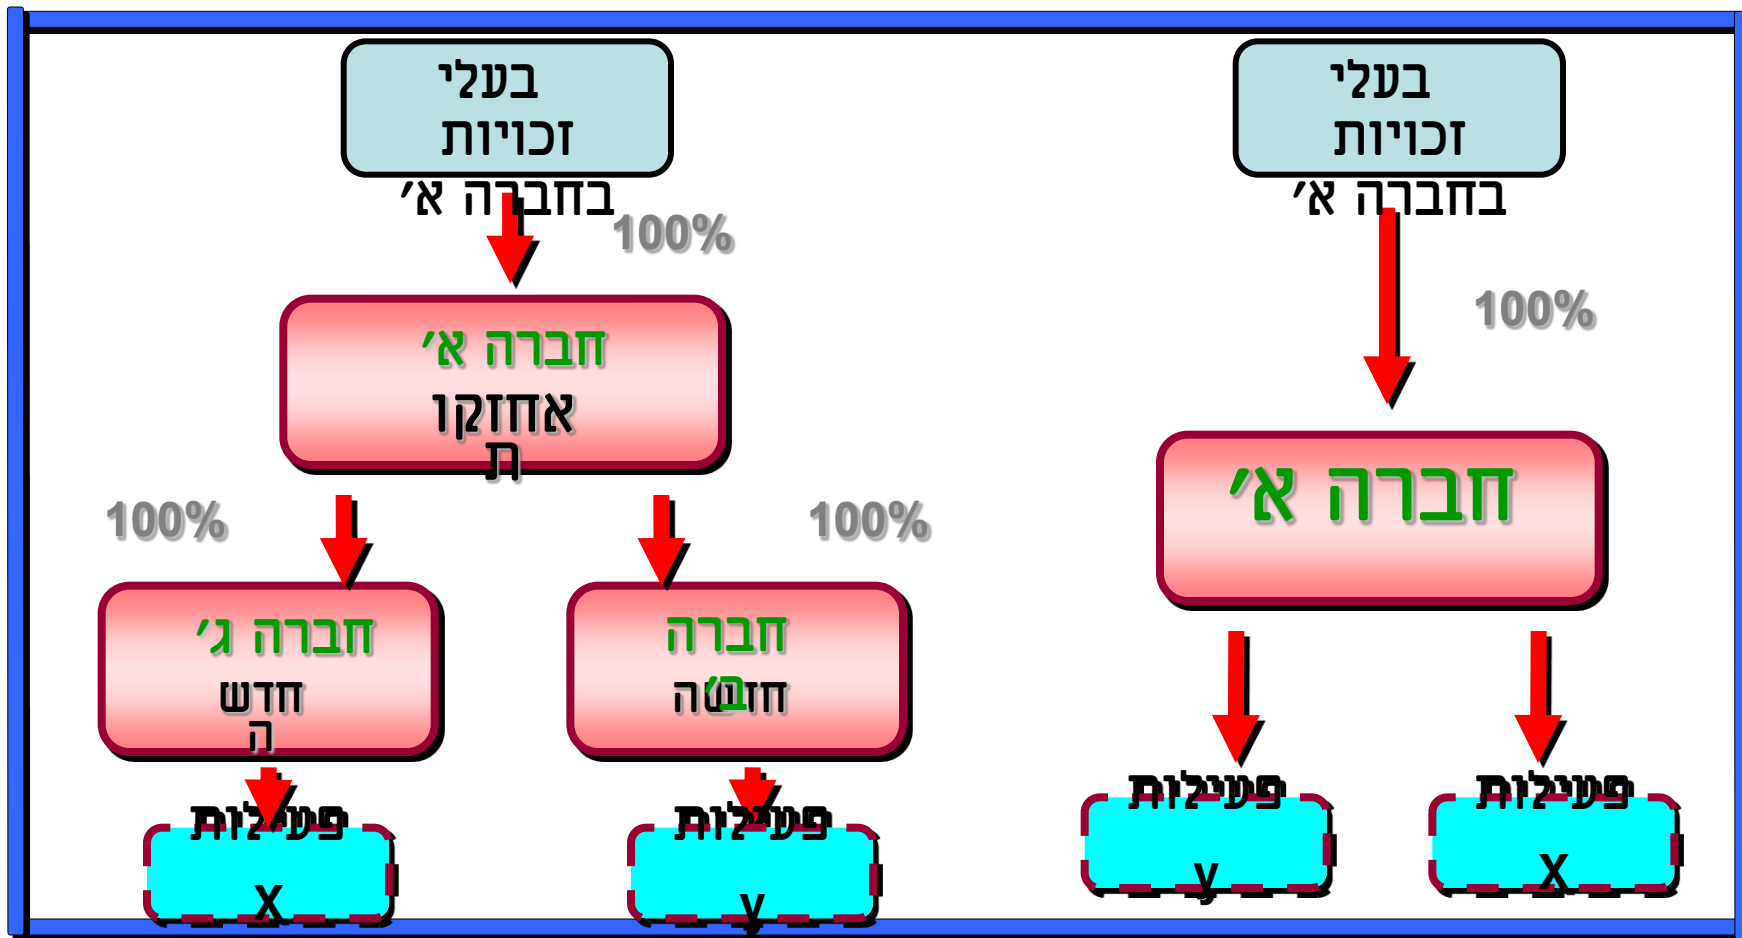 בעלי
זכויות
בחברה א׳
100%
חברה א׳
פעילות
X
פעילות
y
בעלי
זכויות
בחברה א׳
100%
חברה א׳
אחזקו
ת
100%
100%
חברה
ב׳
חדשה
חברה ג׳
חדש
ה
פעילות
y
פעילות
X